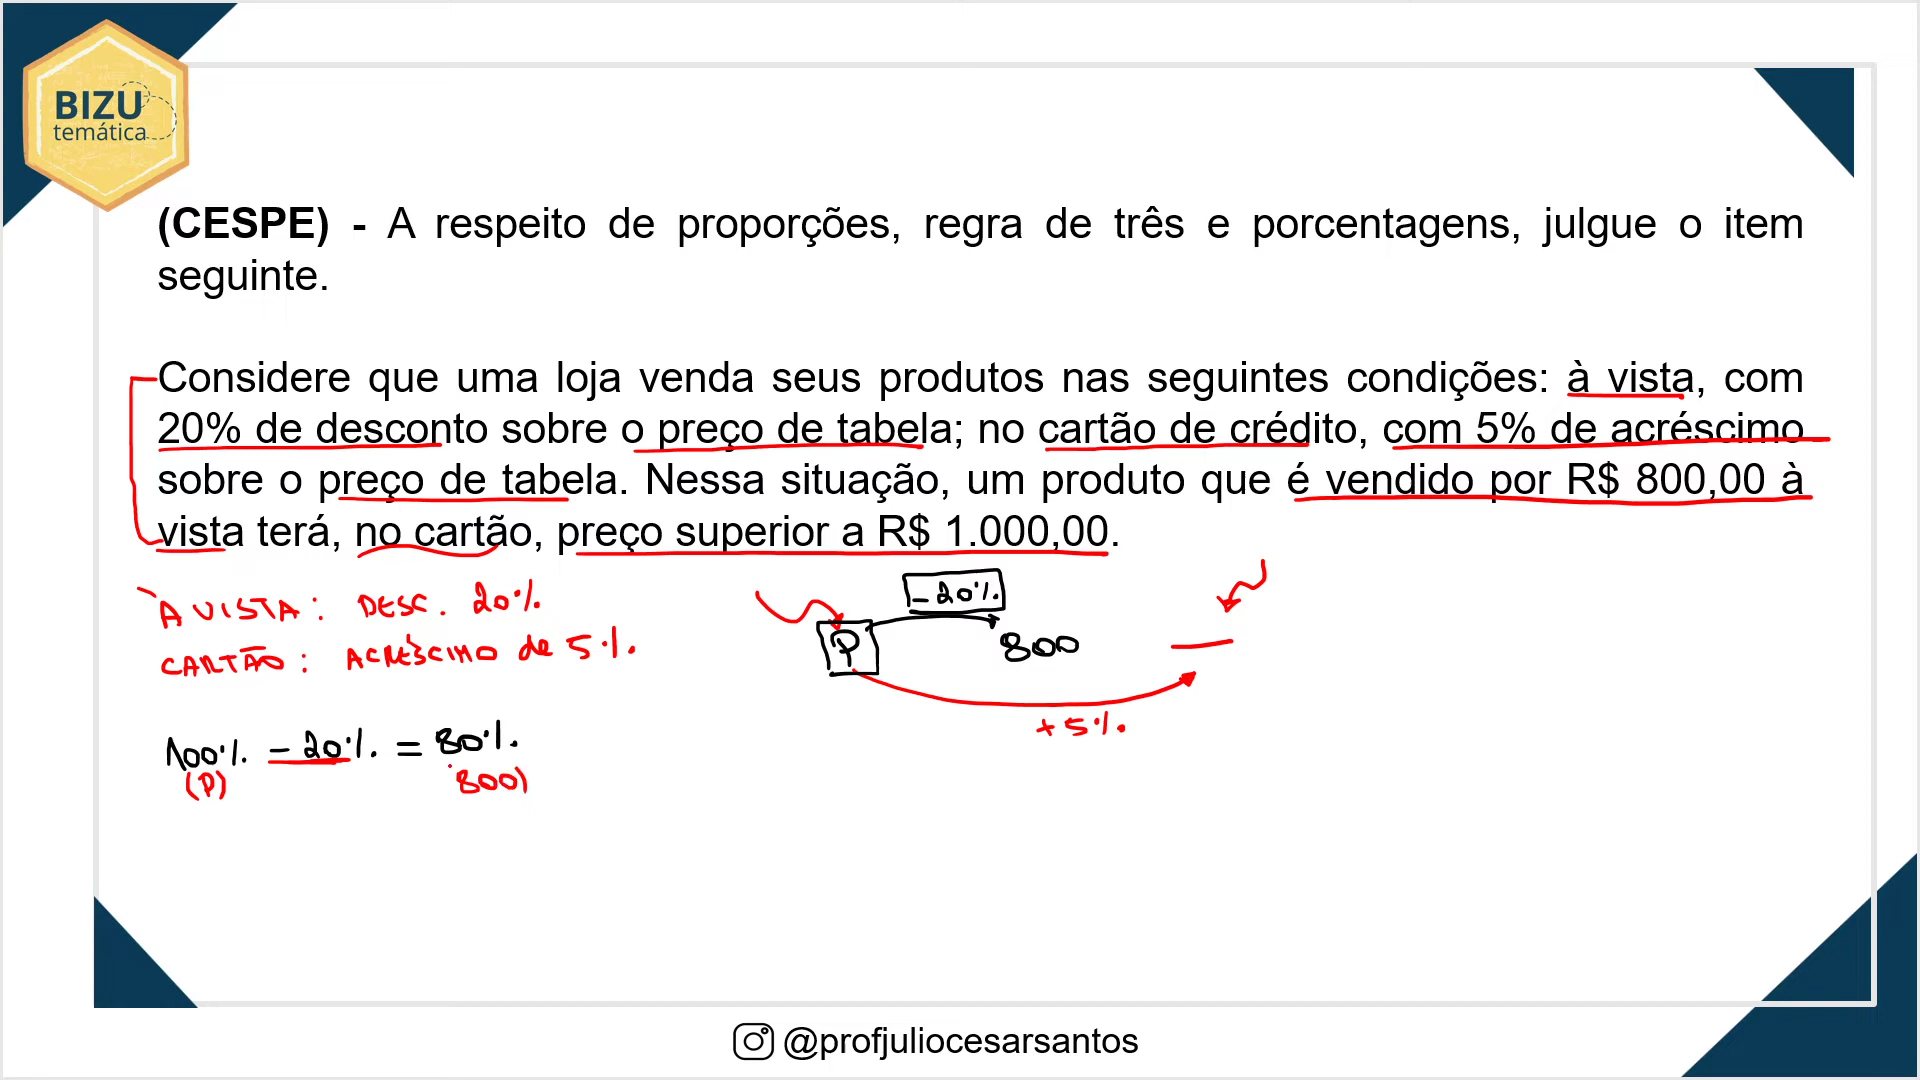 BIZU
temática
(CESPE) - A respeito de proporções, regra de três e porcentagens, julgue o item
seguinte.
Considere que uma loja venda seus produtos nas seguintes condições: à vista, com
20% de desconto sobre o preço de tabela; no cartão de crédito, com 5% de acréscimo
sobre o preço de tabela. Nessa situação, um produto que é vendido por R$ 800,00 à
vista terá, no cartão, preço superior a R$ 1.000,00.
À VISTA: DESC. 20%
CARTÃO: ACRÉSCIMO de 5%.
- 20%
P
800
+5%
100% - 20% = 80%
(P)
800)
@profjuliocesarsantos